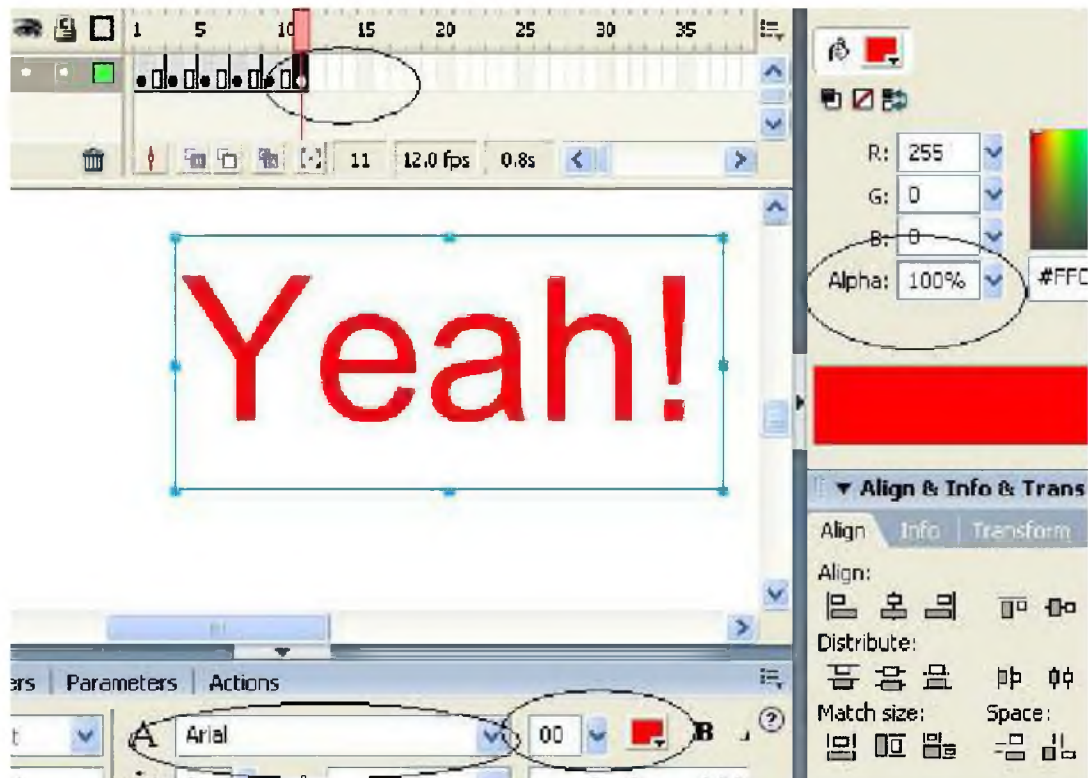 1 5 10 15 20 25 30 35
11 12.0 fps 0.8s
R: 255
G: 0
B: 0
Alpha: 100% #FFC
Yeah!
Align & Info & Trans
Align Info Transform
Align:
Distribute:
Match size: Space:
ers Parameters Actions
t A Arial 00 B